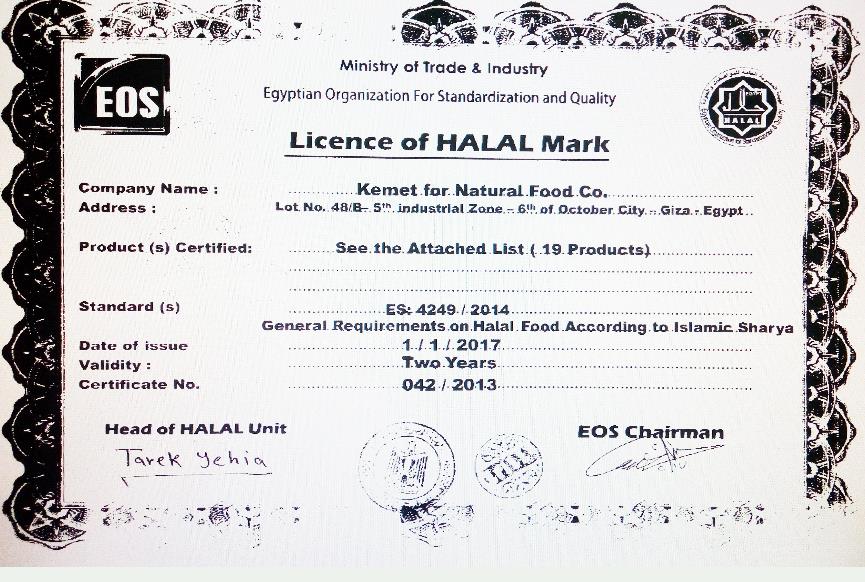 Ministry of Trade & Industry
EOS
Egyptian Organization For Standardization and Quality
HALAL
Licence of HALAL Mark
Company Name : Kemet for Natural Food Co.
Address : Lot No. 48/B- 5th industrial Zone - 6th of October City - Giza - Egypt
Product (s) Certified: See the Attached List ( 19 Products)
Standard (s) ES: 4249 / 2014
General Requirements on Halal Food According to Islamic Sharya
Date of issue 1 / 1 / 2017
Validity : Two Years
Certificate No. 042 / 2013
Head of HALAL Unit EOS Chairman
Tarek Yehia